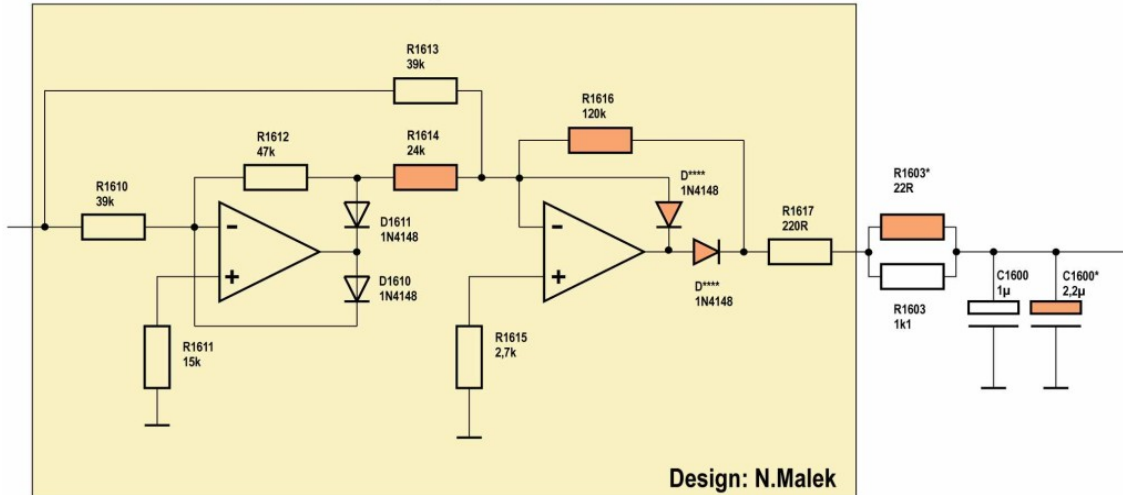 R1613
39k
R1616
120k
R1612
47k
R1614
24k
D****
1N4148
R1603*
22R
R1610
39k
D1611
1N4148
R1617
220R
-
-
+
+
D1610
1N4148
D****
1N4148
C1600
1µ
C1600*
2,2µ
R1603
1k1
R1611
15k
R1615
2,7k
Design: N.Malek